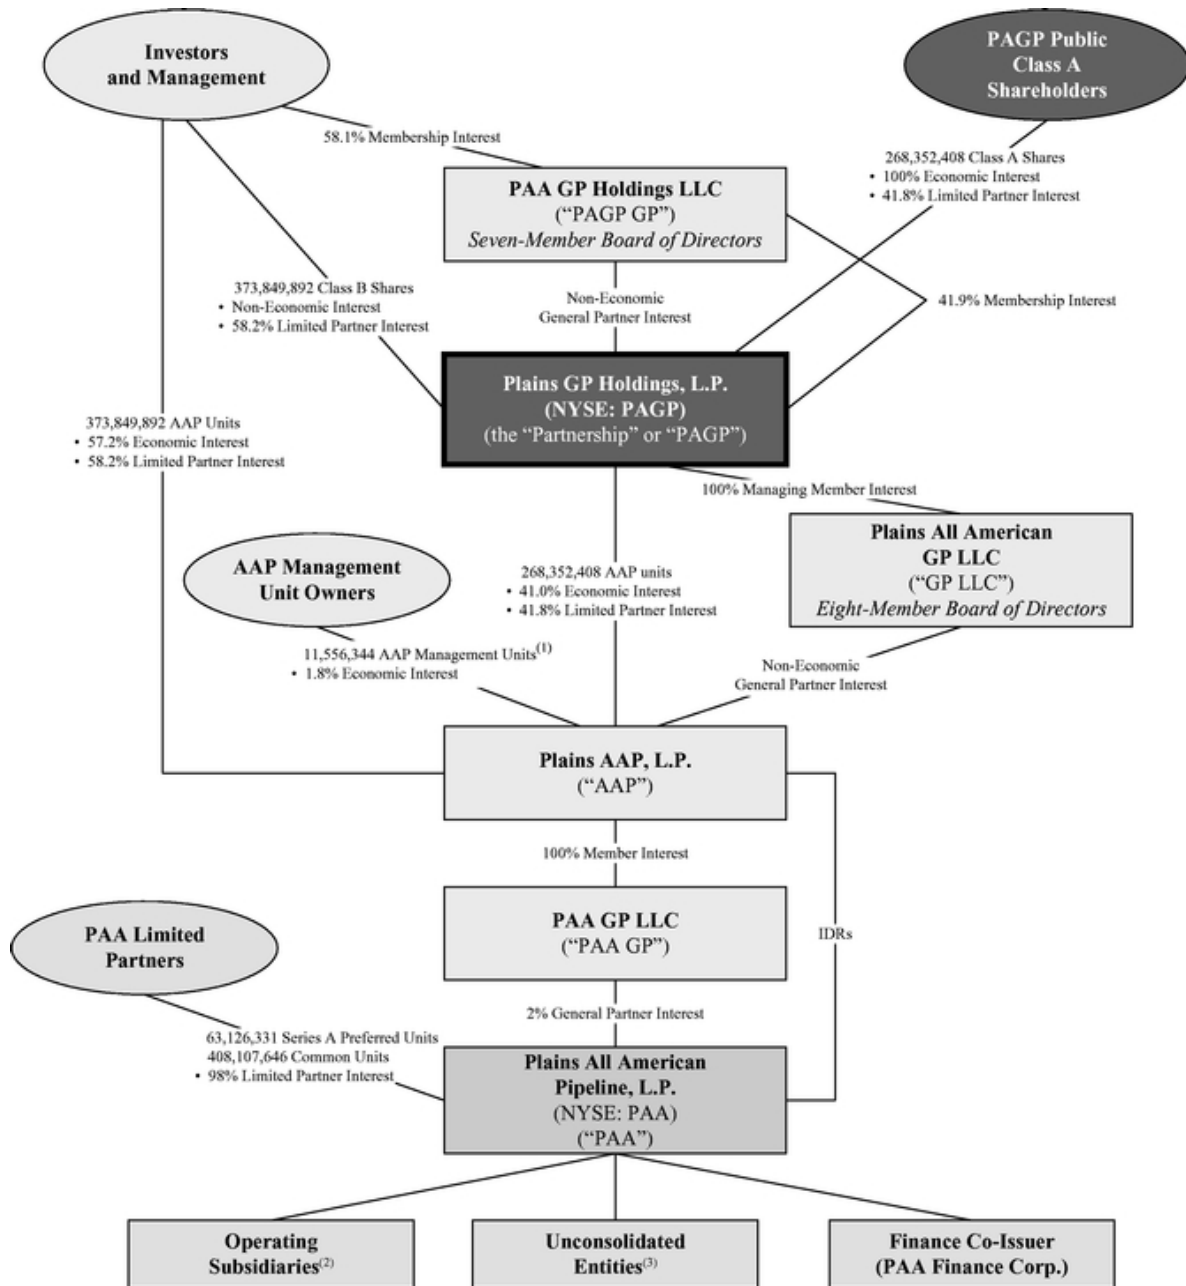 Investors
and Management
PAGP Public
Class A
Shareholders
58.1% Membership Interest
268,352,408 Class A Shares
• 100% Economic Interest
• 41.8% Limited Partner Interest
PAA GP Holdings LLC
(“PAGP GP”)
Seven-Member Board of Directors
373,849,892 Class B Shares
• Non-Economic Interest
• 58.2% Limited Partner Interest
Non-Economic
General Partner Interest
41.9% Membership Interest
Plains GP Holdings, L.P.
(NYSE: PAGP)
(the “Partnership” or “PAGP”)
373,849,892 AAP Units
• 57.2% Economic Interest
• 58.2% Limited Partner Interest
100% Managing Member Interest
Plains All American
GP LLC
(“GP LLC”)
Eight-Member Board of Directors
AAP Management
Unit Owners
268,352,408 AAP units
• 41.0% Economic Interest
• 41.8% Limited Partner Interest
11,556,344 AAP Management Units(1)
• 1.8% Economic Interest
Non-Economic
General Partner Interest
Plains AAP, L.P.
(“AAP”)
100% Member Interest
PAA GP LLC
(“PAA GP”)
IDRs
PAA Limited
Partners
2% General Partner Interest
63,126,331 Series A Preferred Units
408,107,646 Common Units
• 98% Limited Partner Interest
Plains All American
Pipeline, L.P.
(NYSE: PAA)
(“PAA”)
Operating
Subsidiaries(2)
Unconsolidated
Entities(3)
Finance Co-Issuer
(PAA Finance Corp.)